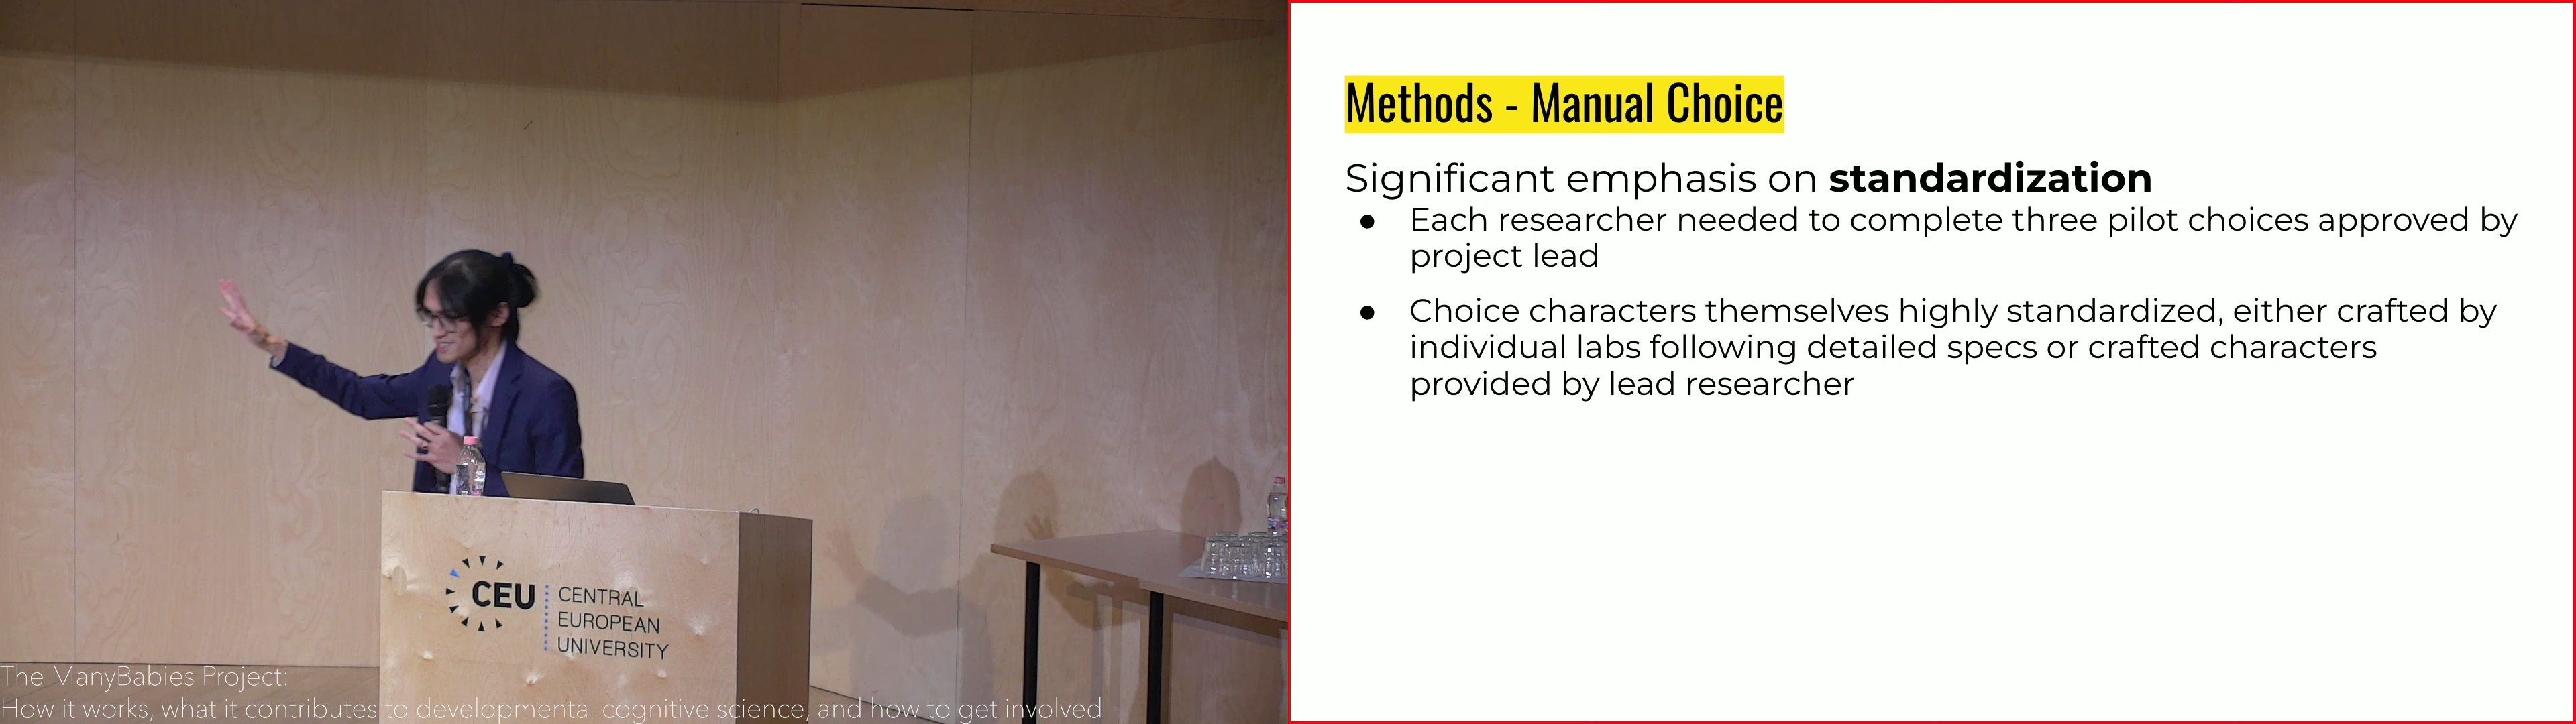 CEU
CENTRAL
EUROPEAN
UNIVERSITY
The ManyBabies Project:
How it works, what it contributes to developmental cognitive science, and how to get involved
Methods - Manual Choice
Significant emphasis on standardization
● Each researcher needed to complete three pilot choices approved by
project lead
● Choice characters themselves highly standardized, either crafted by
individual labs following detailed specs or crafted characters
provided by lead researcher